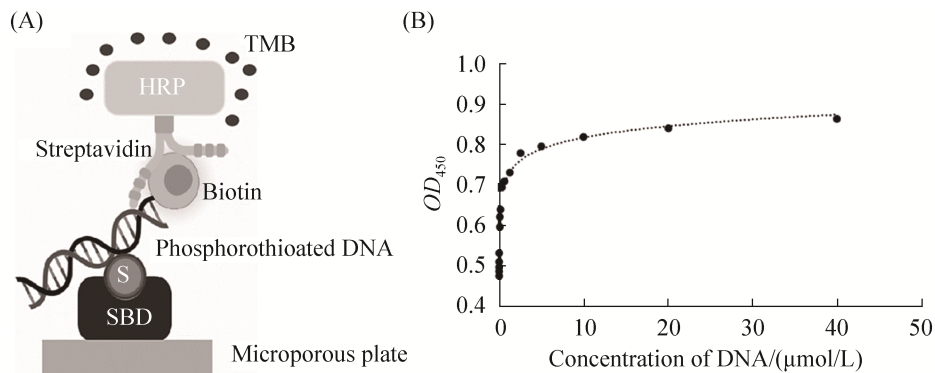 (A)
TMB
HRP
Streptavidin
Biotin
Phosphorothioated DNA
S
SBD
Microporous plate
(B)
1.0
0.9
0.8
0.7
0.6
0.5
0.4
OD450
0 10 20 30 40 50
Concentration of DNA/(μmol/L)